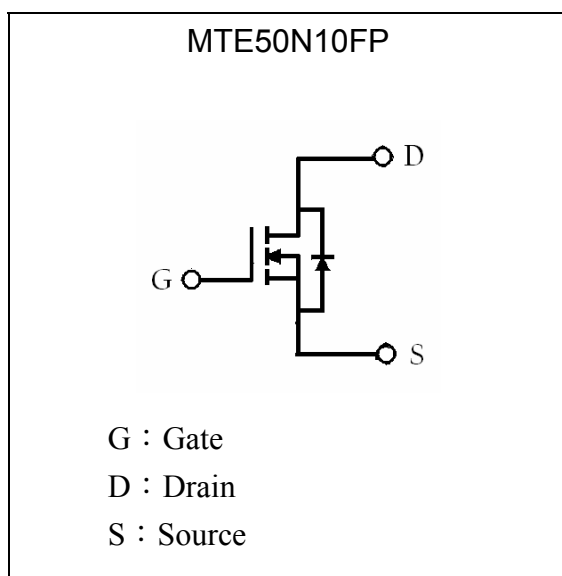 MTE50N10FP
D
G
S
G：Gate
D：Drain
S：Source